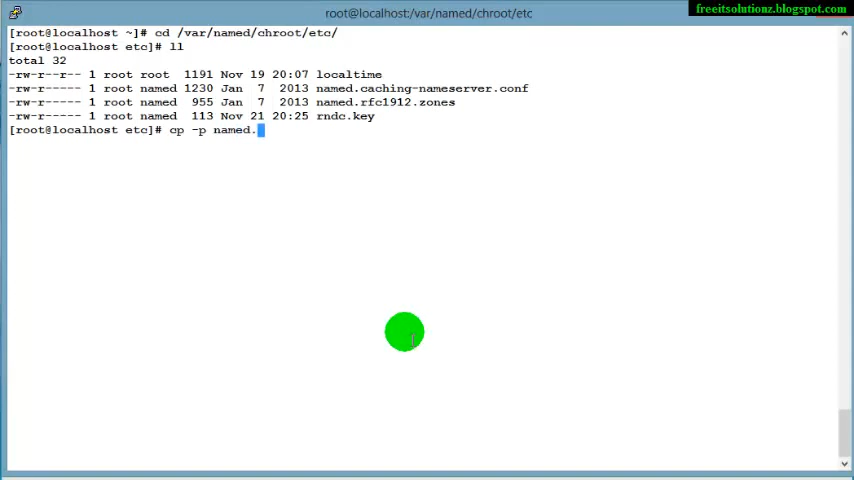 root@localhost:/var/named/chroot/etc
freeitsolutionz.blogspot.com
[root@localhost ~]# cd /var/named/chroot/etc/
[root@localhost etc]# ll
total 32
-rw-r--r-- 1 root root  1191 Nov 19 20:07 localtime
-rw-r----- 1 root named 1230 Jan  7  2013 named.caching-nameserver.conf
-rw-r----- 1 root named  955 Jan  7  2013 named.rfc1912.zones
-rw-r----- 1 root named  113 Nov 21 20:25 rndc.key
[root@localhost etc]# cp -p named.